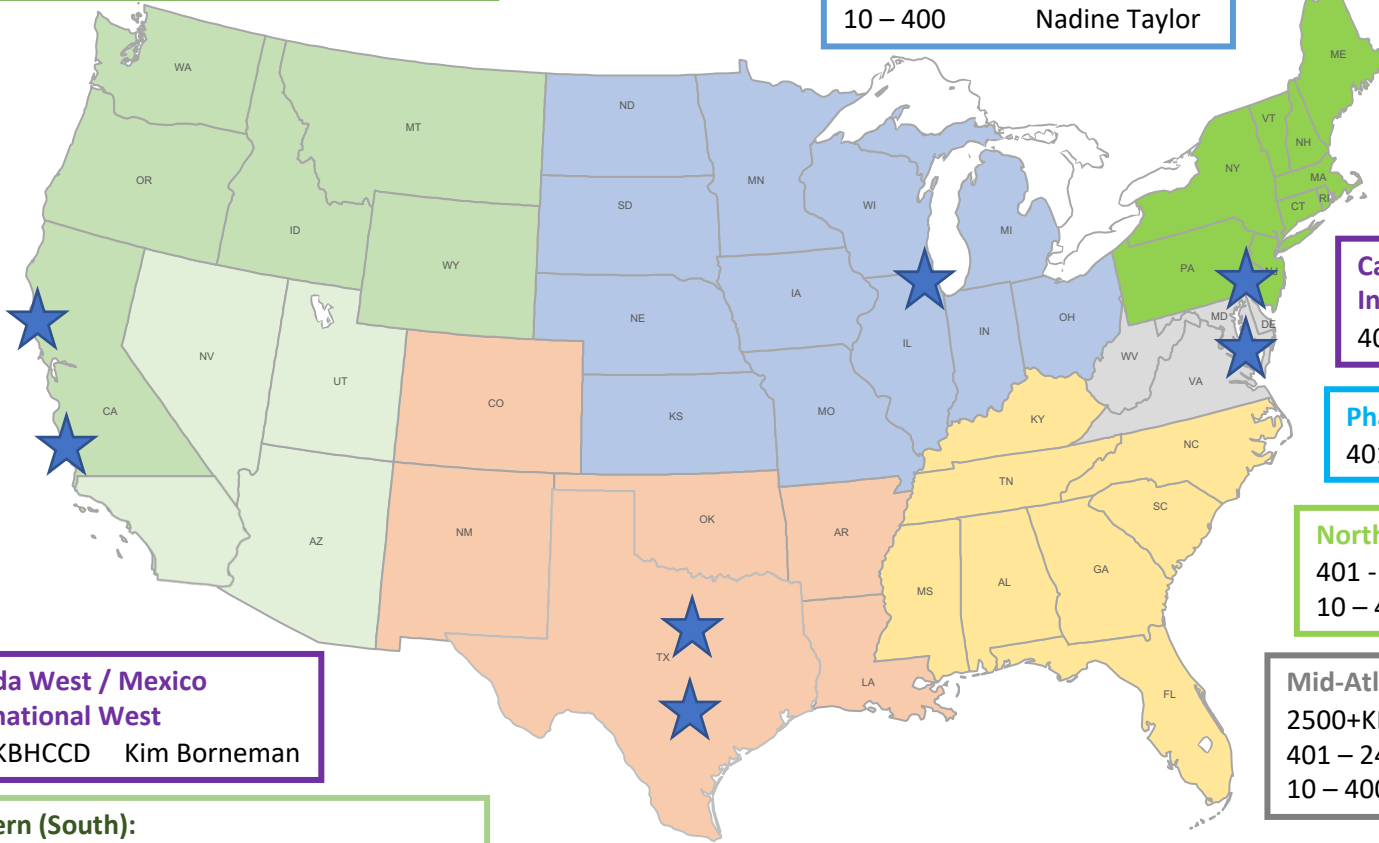 10 – 400 Nadine Taylor
WA
OR
ID
MT
WY
CA
NV
UT
AZ
CO
NM
TX
OK
AR
LA
ND
SD
NE
KS
MN
IA
MO
WI
IL
MI
IN
OH
KY
TN
NC
SC
MS
AL
GA
FL
WV
VA
MD
DE
PA
NJ
NY
CT
RI
MA
VT
NH
ME
Ca
In
40
Pha
401
North
401 -
10 – 4
Mid-Atl
2500+K
401 – 24
10 – 400
da West / Mexico
national West
KBHCCD Kim Borneman
ern (South):